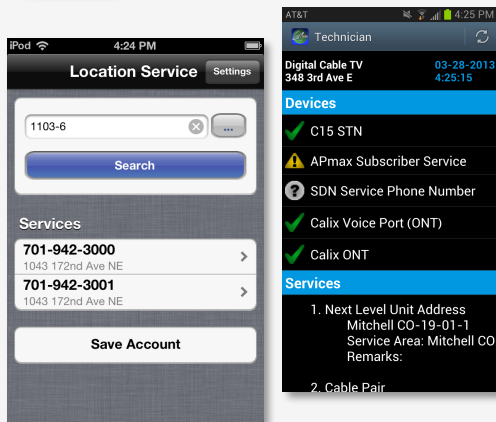 iPod 4:24 PM
Location Service Settings
1103-6 ...
Search
Services
701-942-3000
1043 172nd Ave NE
701-942-3001
1043 172nd Ave NE
Save Account
AT&T 4:25 PM
Technician
Digital Cable TV 03-28-2013
348 3rd Ave E 4:25:15
Devices
C15 STN
APmax Subscriber Service
SDN Service Phone Number
Calix Voice Port (ONT)
Calix ONT
Services
1. Next Level Unit Address
Mitchell CO-19-01-1
Service Area: Mitchell CO
Remarks:
2. Cable Pair